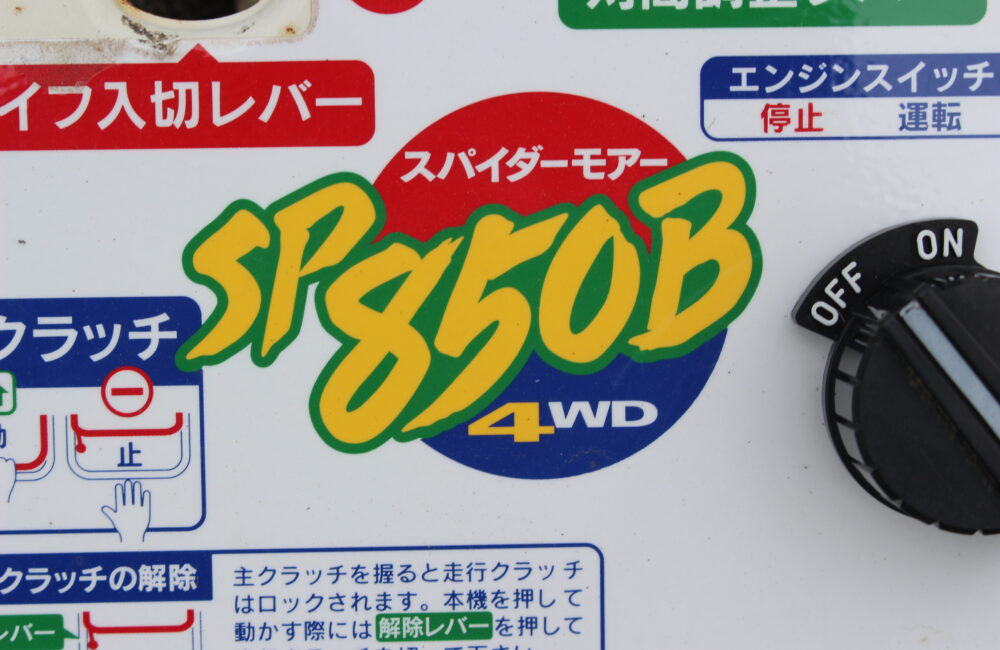 イフ入切レバー
エンジンスイッチ
停止 運転
スパイダーモアー
SP850B
4WD
OFF ON
クラッチ
止
クラッチの解除
主クラッチを握ると走行クラッチ
はロックされます。本機を押して
動かす際には解除レバーを押して
レバー